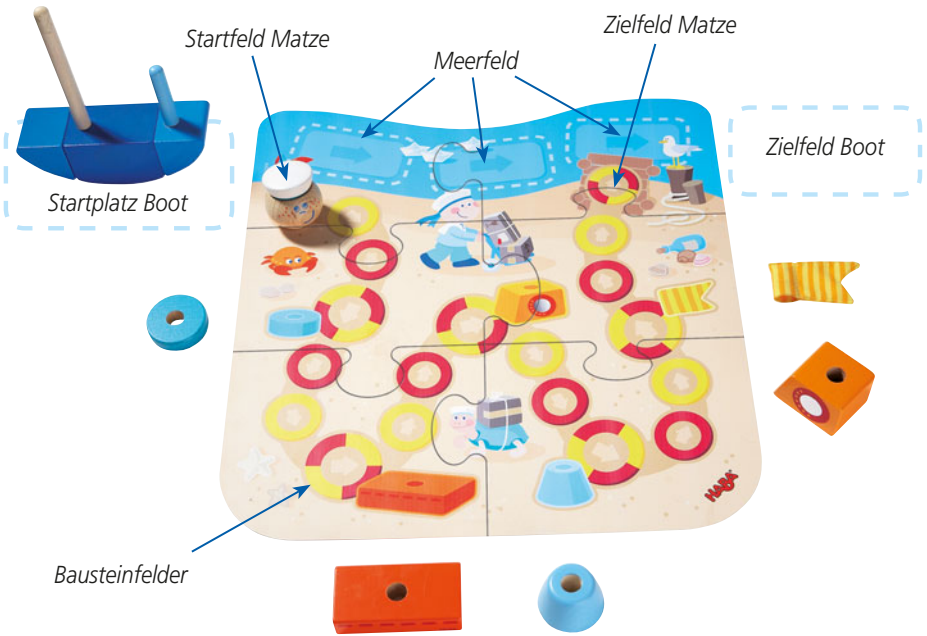 Startfeld Matze
Zielfeld Matze
Meerfeld
Zielfeld Boot
Startplatz Boot
HABA
Bausteinfelder